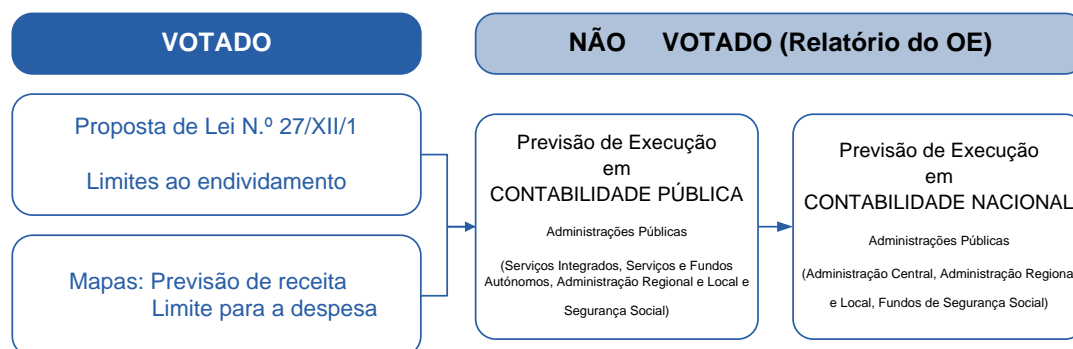 VOTADO
NÃO VOTADO (Relatório do OE)
Proposta de Lei N.º 27/XII/1
Limites ao endividamento
Mapas: Previsão de receita
Limite para a despesa
Previsão de Execução
em
CONTABILIDADE PÚBLICA
Administrações Públicas
(Serviços Integrados, Serviços e Fundos
Autónomos, Administração Regional e Local e
Segurança Social)
Previsão de Execução
em
CONTABILIDADE NACIONAL
Administrações Públicas
(Administração Central, Administração Regional
e Local, Fundos de Segurança Social)